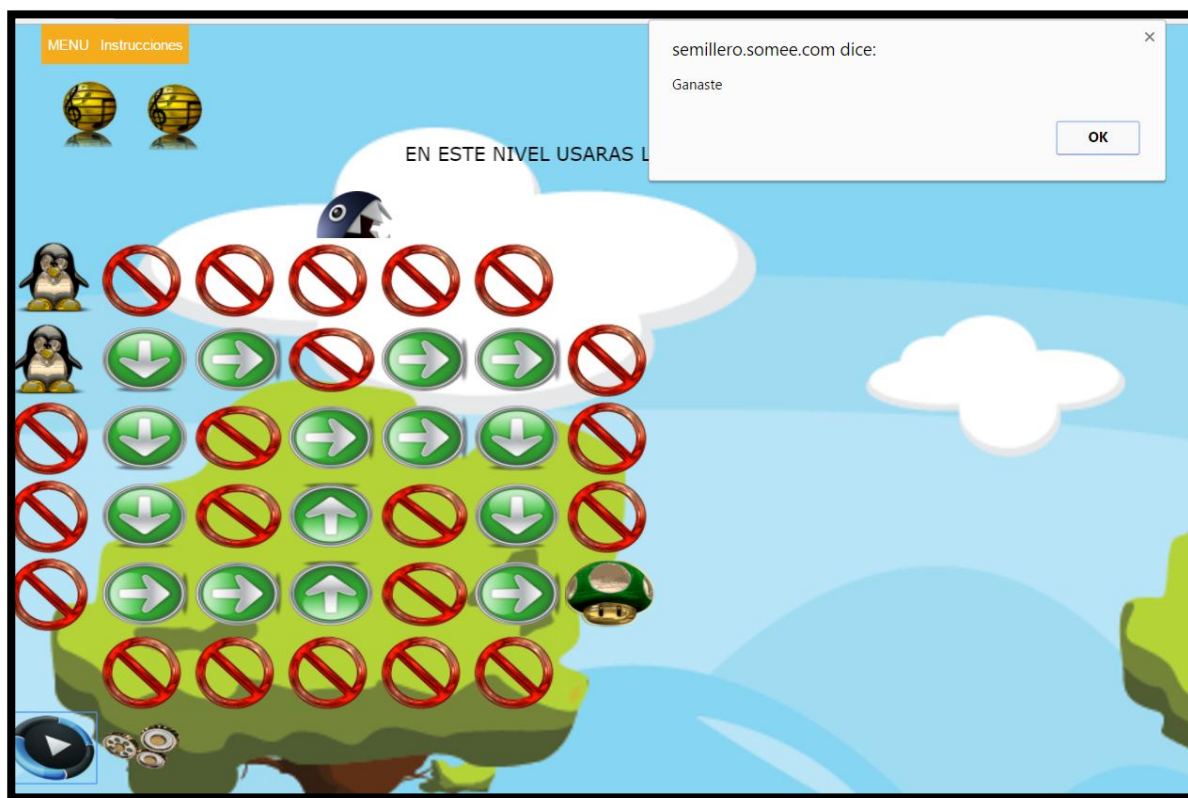 MENU Instrucciones
semillero.somee.com dice:
Ganaste
OK
EN ESTE NIVEL USARAS L